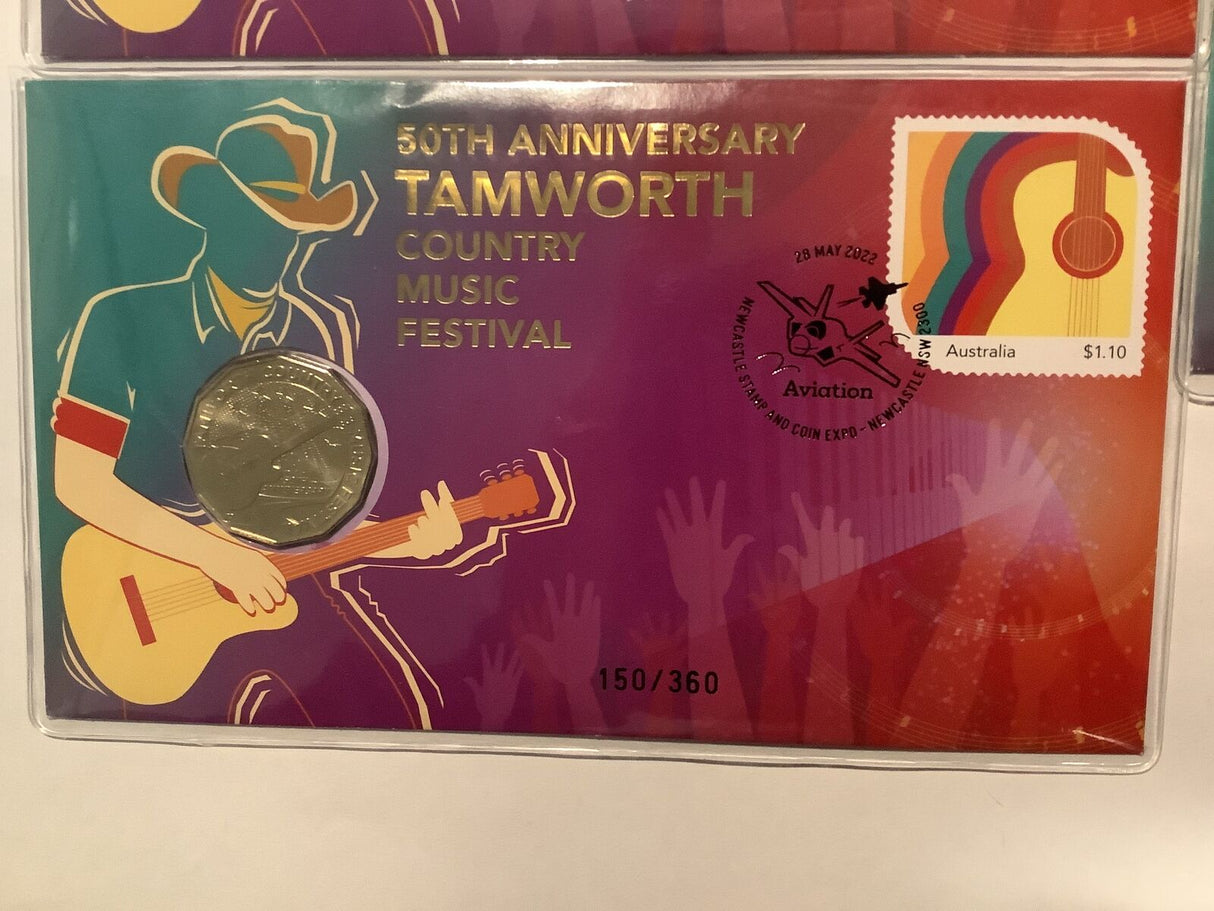 50TH ANNIVERSARY
TAMWORTH
COUNTRY
MUSIC
FESTIVAL
28 MAY 2022
NEWCASTLE STAMP AND COIN EXPO - NEWCASTLE NSW 2300
Aviation
Australia $1.10
150/360